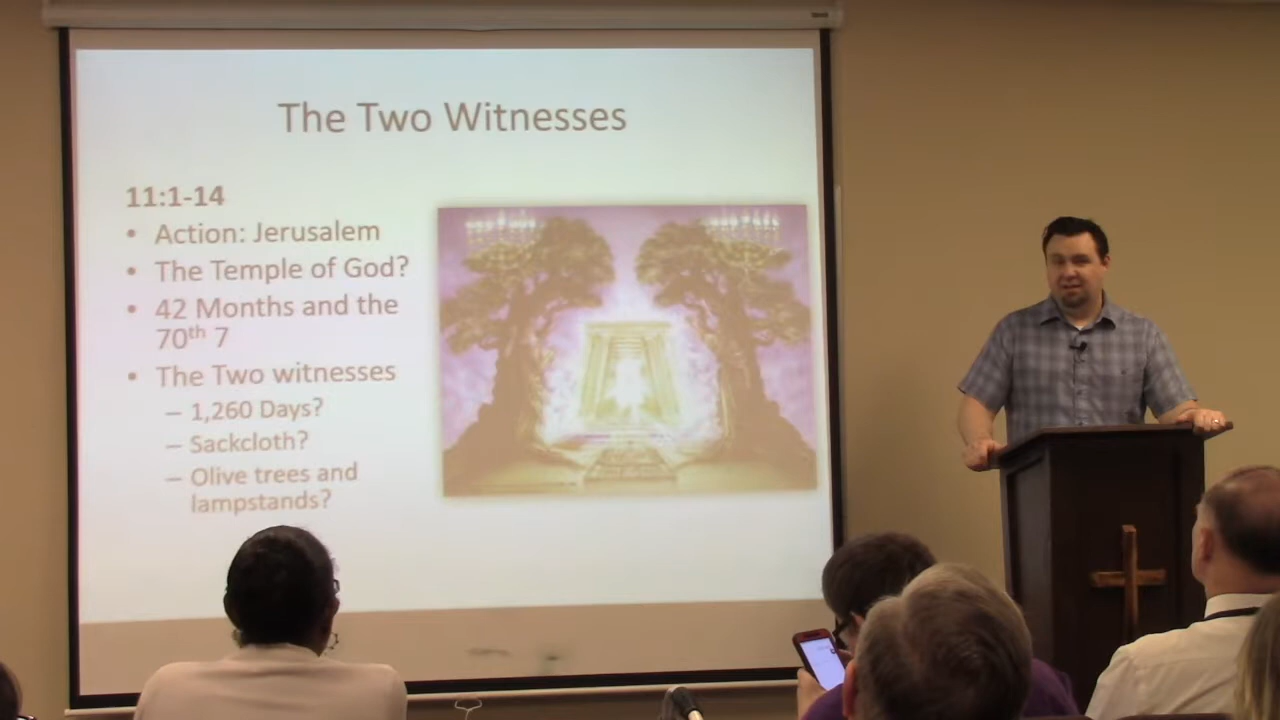 The Two Witnesses
11:1-14
• Action: Jerusalem
• The Temple of God?
• 42 Months and the
70th 7
• The Two witnesses
– 1,260 Days?
– Sackcloth?
– Olive trees and
lampstands?